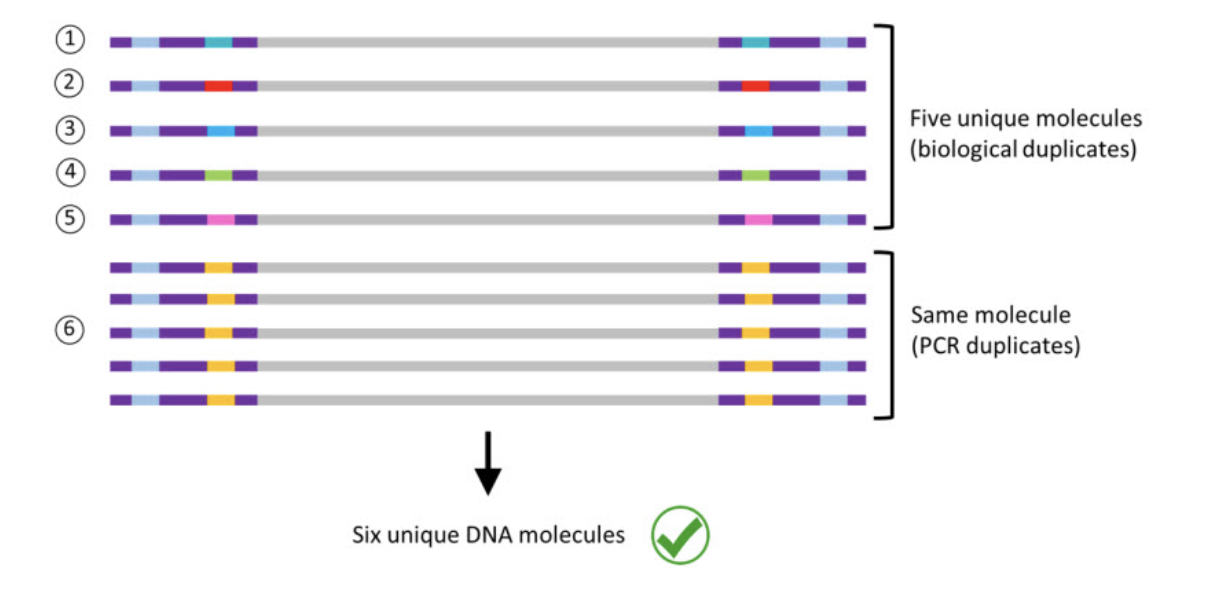 ①
②
③
④
⑤
Five unique molecules
(biological duplicates)
⑥
Same molecule
(PCR duplicates)
Six unique DNA molecules